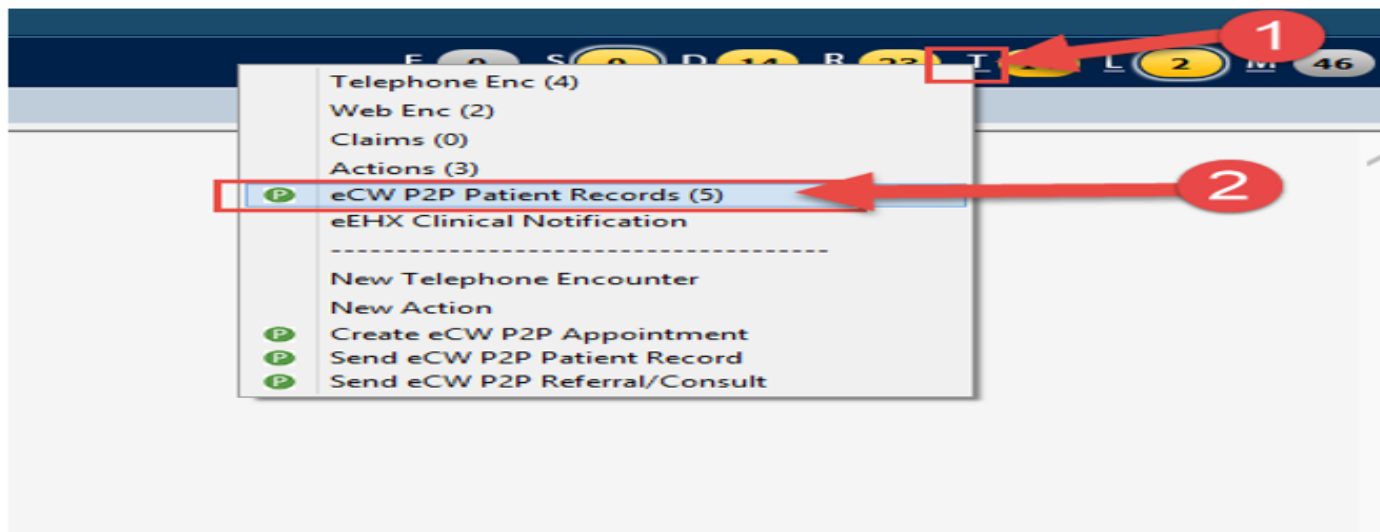 1
S D 14 R 23 T L 2 M 46
Telephone Enc (4)
Web Enc (2)
Claims (0)
Actions (3)
P eCW P2P Patient Records (5)
2
eEHX Clinical Notification
---------------------------------------
New Telephone Encounter
New Action
P Create eCW P2P Appointment
P Send eCW P2P Patient Record
P Send eCW P2P Referral/Consult